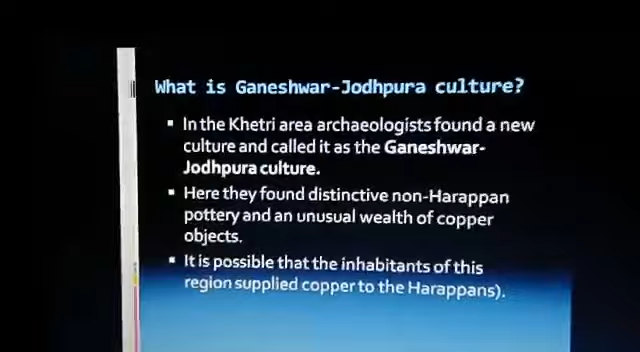 What is Ganeshwar-Jodhpura culture?
▪ In the Khetri area archaeologists found a new
culture and called it as the Ganeshwar-
Jodhpura culture.
▪ Here they found distinctive non-Harappan
pottery and an unusual wealth of copper
objects.
▪ It is possible that the inhabitants of this
region supplied copper to the Harappans).